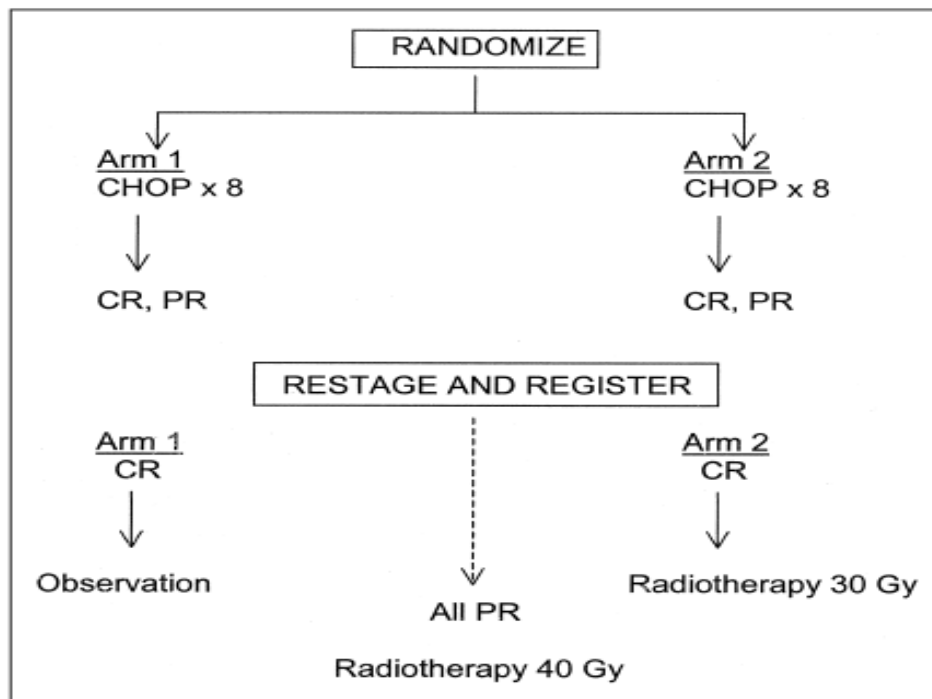 RANDOMIZE
Arm 1
CHOP x 8
Arm 2
CHOP x 8
CR, PR
CR, PR
RESTAGE AND REGISTER
Arm 1
CR
Arm 2
CR
Observation
Radiotherapy 30 Gy
All PR
Radiotherapy 40 Gy